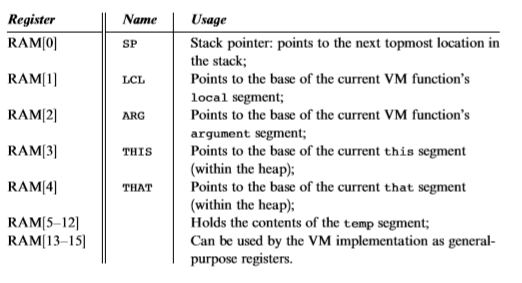 Register Name Usage
RAM[0] SP Stack pointer: points to the next topmost location in
the stack;
RAM[1] LCL Points to the base of the current VM function's
local segment;
RAM[2] ARG Points to the base of the current VM function's
argument segment;
RAM[3] THIS Points to the base of the current this segment
(within the heap);
RAM[4] THAT Points to the base of the current that segment
(within the heap);
RAM[5–12] Holds the contents of the temp segment;
RAM[13–15] Can be used by the VM implementation as general-
purpose registers.